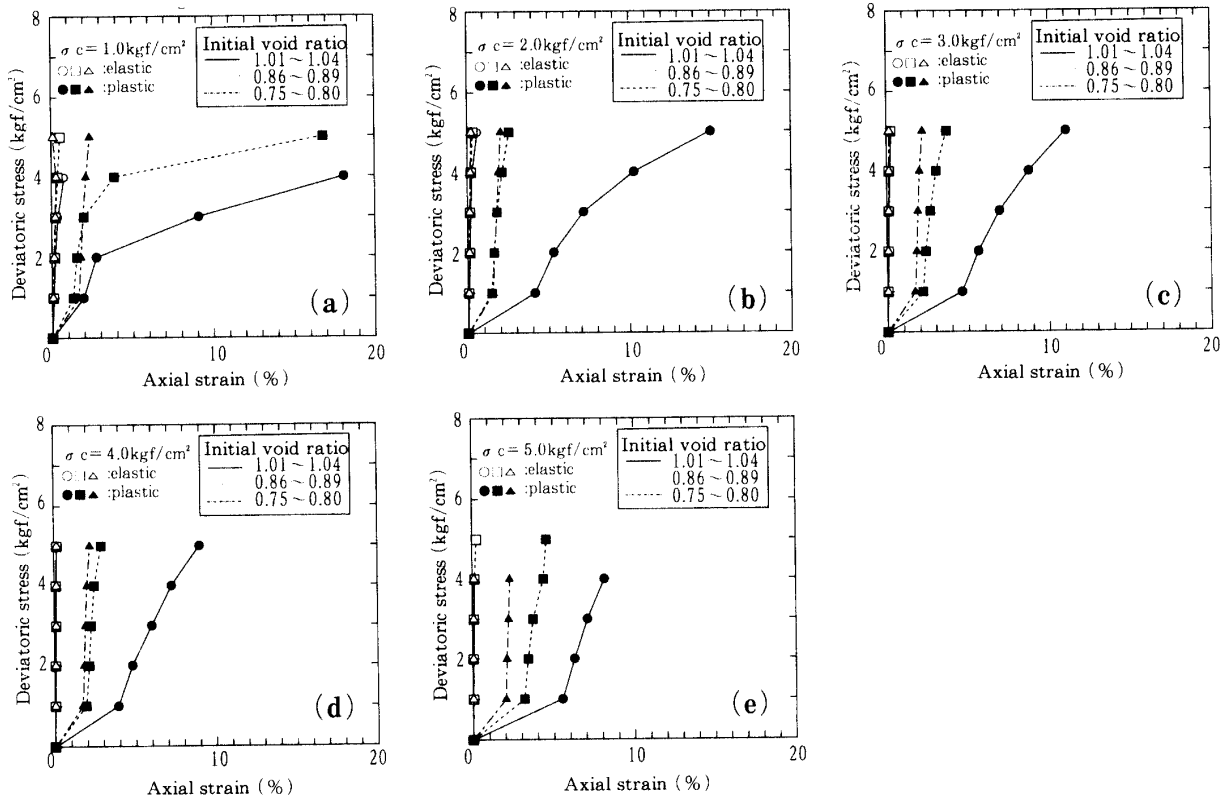 σ c=1.0kgf/cm²
○□△:elastic
●■▲:plastic
Initial void ratio
1.01~1.04
0.86~0.89
0.75~0.80
Deviatoric stress (kgf/cm²)
8
6
4
2
0
10
20
Axial strain (%)
(a)
σ c=2.0kgf/cm²
○□△:elastic
●■▲:plastic
Initial void ratio
1.01~1.04
0.86~0.89
0.75~0.80
Deviatoric stress (kgf/cm²)
8
6
4
2
0
10
20
Axial strain (%)
(b)
σ c=3.0kgf/cm²
○□△:elastic
●■▲:plastic
Initial void ratio
1.01~1.04
0.86~0.89
0.75~0.80
Deviatoric stress (kgf/cm²)
8
6
4
2
0
10
20
Axial strain (%)
(c)
σ c=4.0kgf/cm²
○□△:elastic
●■▲:plastic
Initial void ratio
1.01~1.04
0.86~0.89
0.75~0.80
Deviatoric stress (kgf/cm²)
8
6
4
2
0
10
20
Axial strain (%)
(d)
σ c=5.0kgf/cm²
○□△:elastic
●■▲:plastic
Initial void ratio
1.01~1.04
0.86~0.89
0.75~0.80
Deviatoric stress (kgf/cm²)
8
6
4
2
0
10
20
Axial strain (%)
(e)